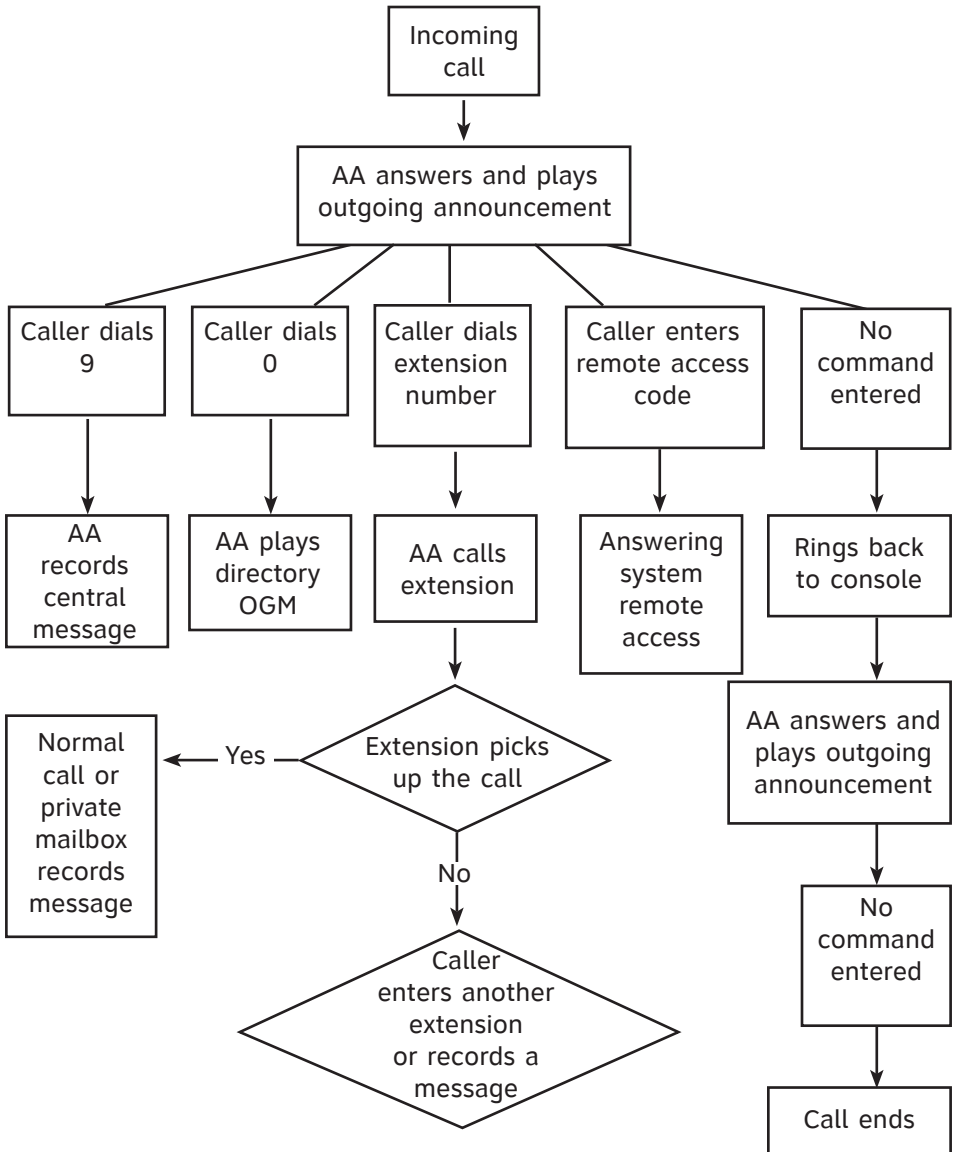 Incoming
call
AA answers and plays
outgoing announcement
Caller dials
9
Caller dials
0
Caller dials
extension
number
Caller enters
remote access
code
No
command
entered
AA
records
central
message
AA plays
directory
OGM
AA calls
extension
Answering
system
remote
access
Rings back
to console
Normal
call or
private
mailbox
records
message
Yes
Extension picks
up the call
AA answers and
plays outgoing
announcement
No
Caller
enters another
extension
or records a
message
No
command
entered
Call ends